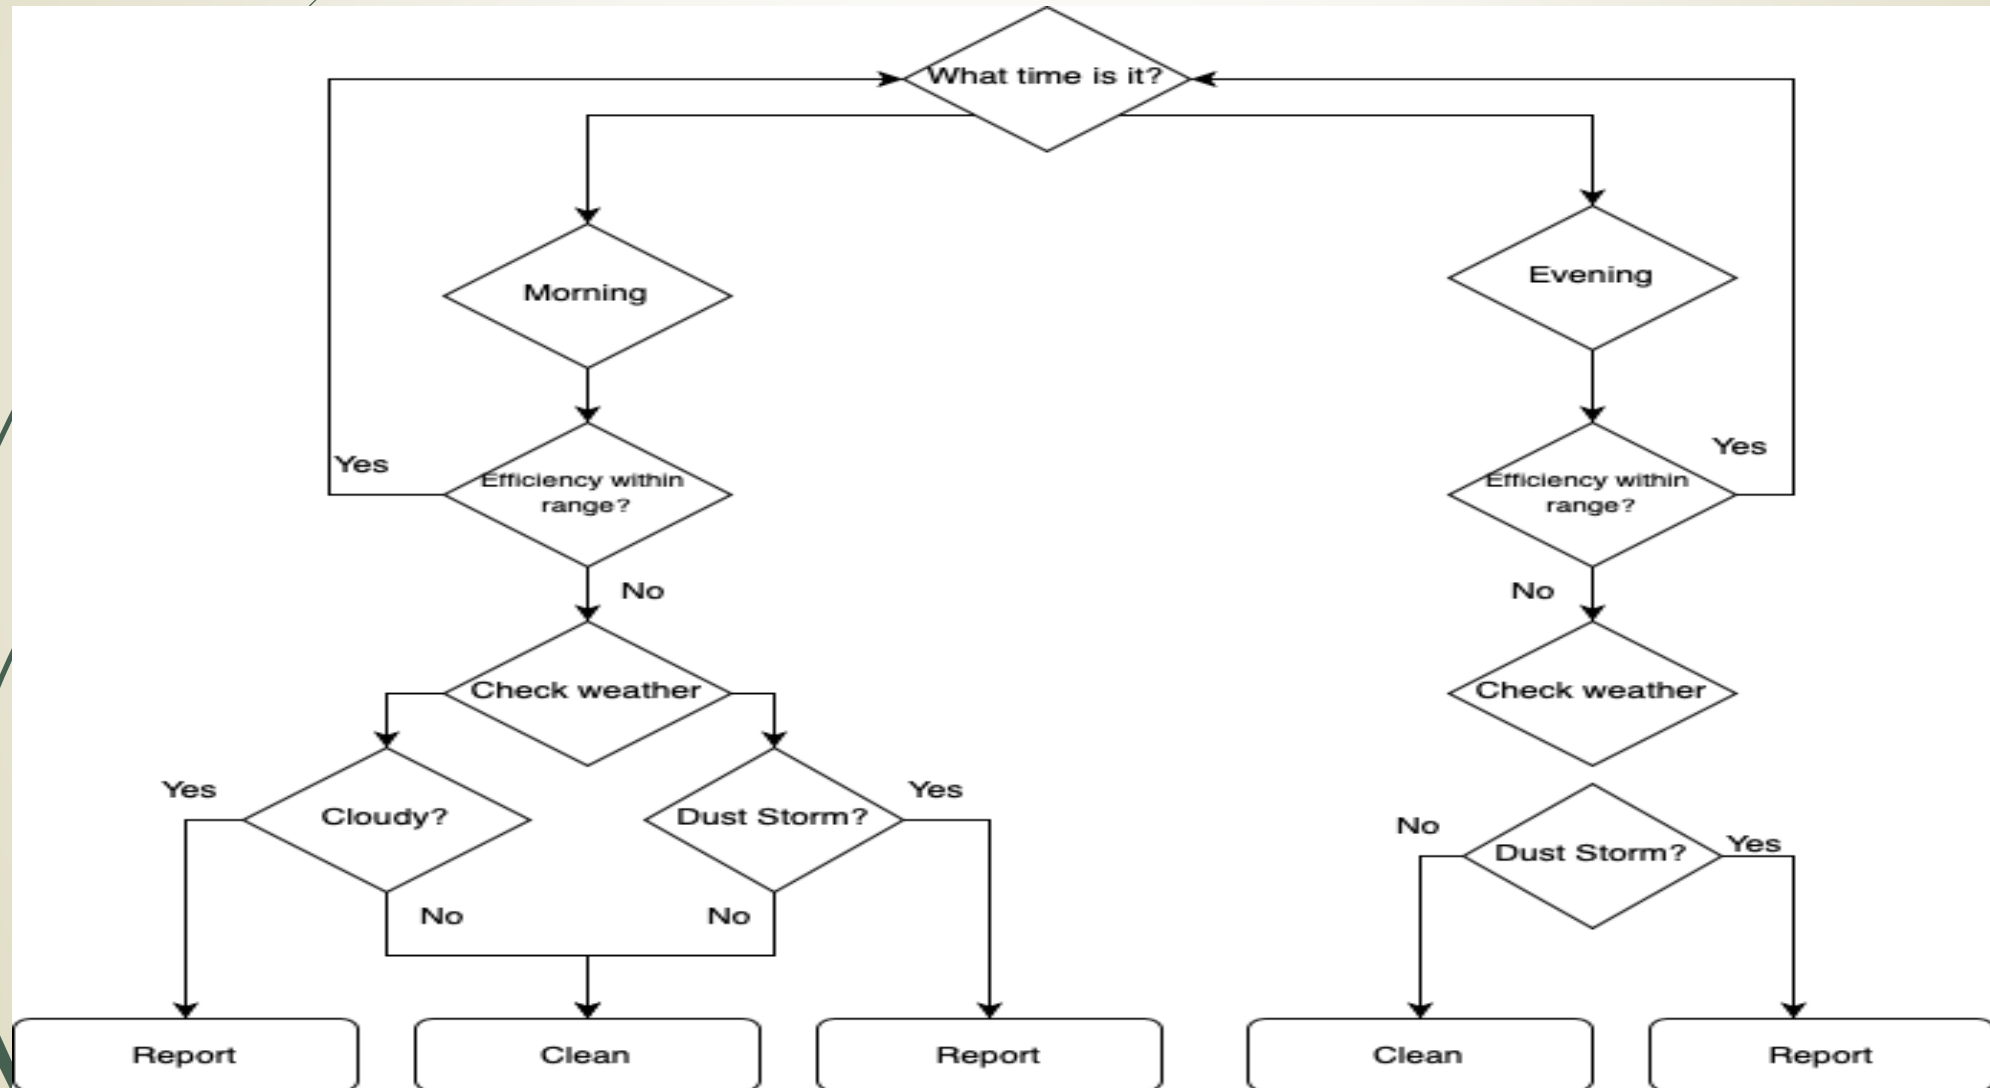 What time is it?
Morning
Evening
Yes
Efficiency within
range?
Yes
Efficiency within
range?
No
No
Check weather
Check weather
Yes
Cloudy?
Dust Storm?
Yes
No
Dust Storm?
Yes
No
No
Report
Clean
Report
Clean
Report